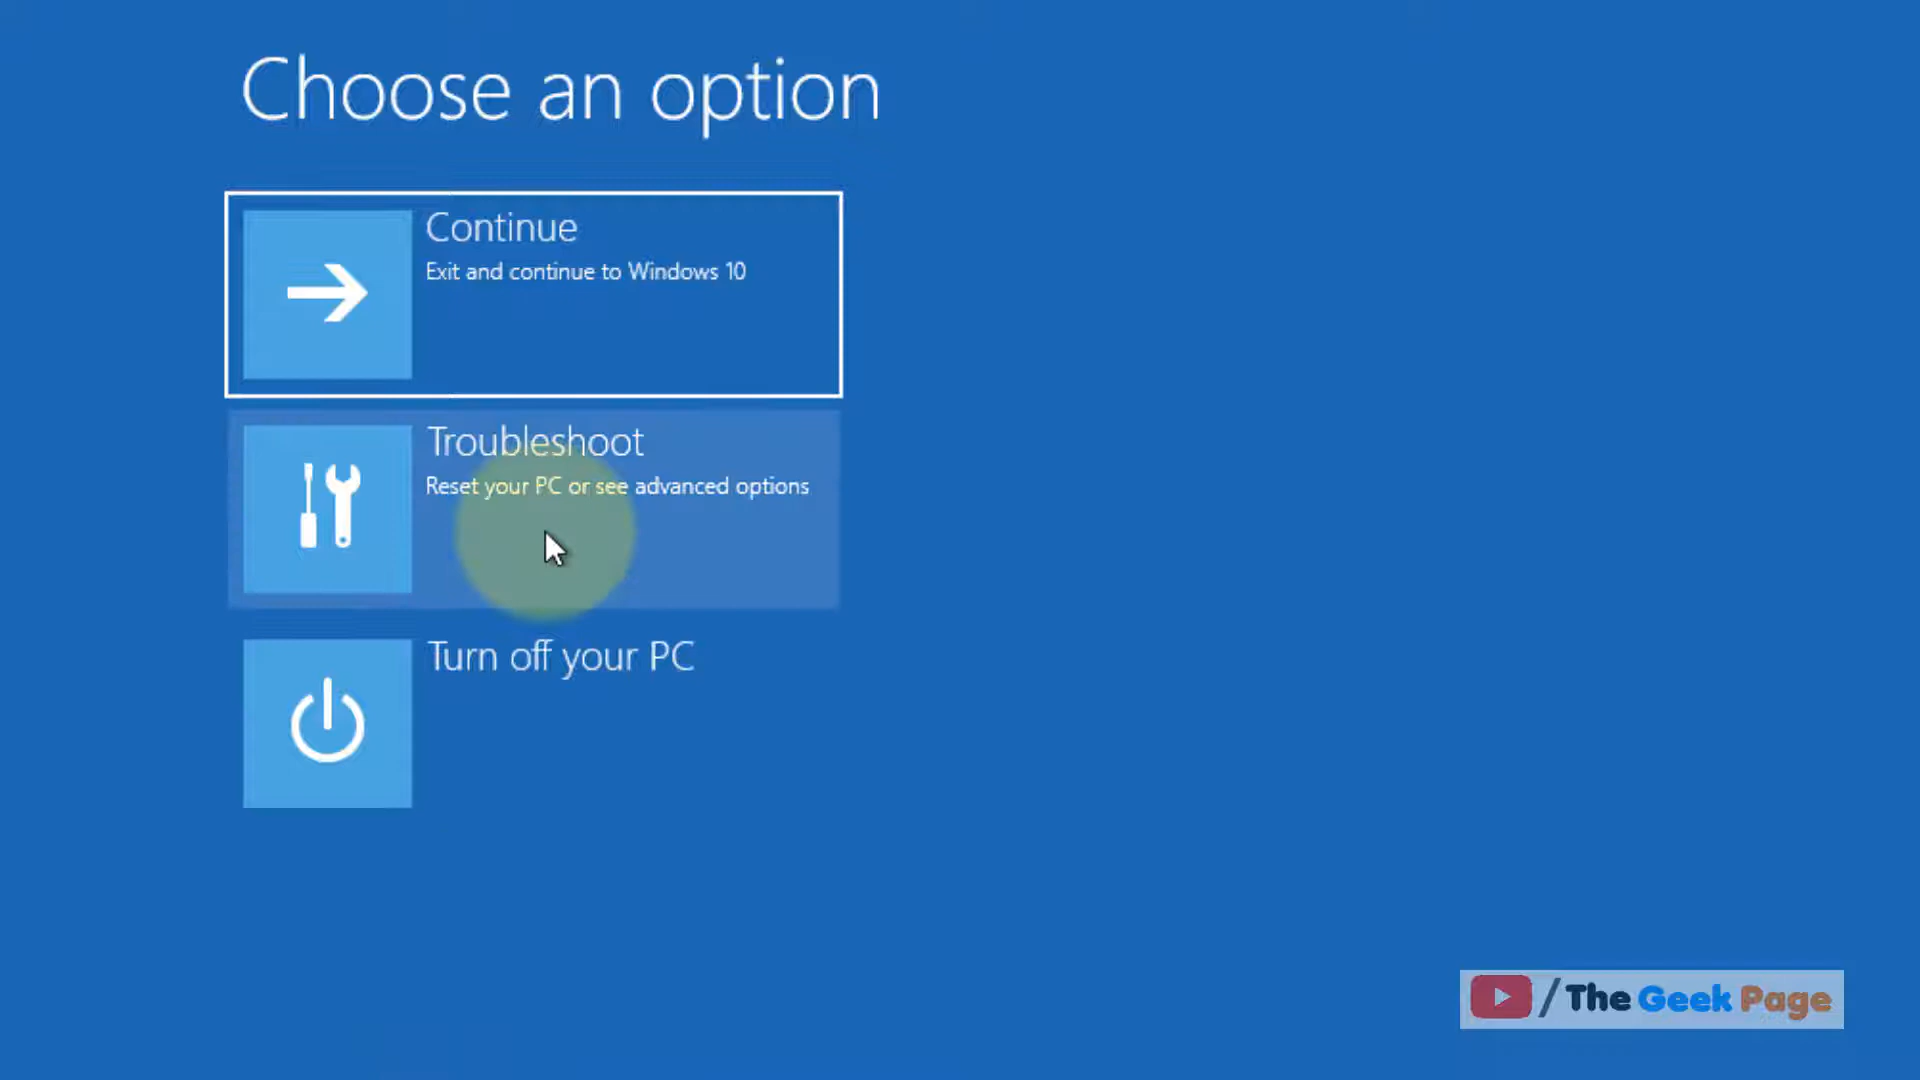 Choose an option
Continue
Exit and continue to Windows 10
Troubleshoot
Reset your PC or see advanced options
Turn off your PC
/The Geek Page